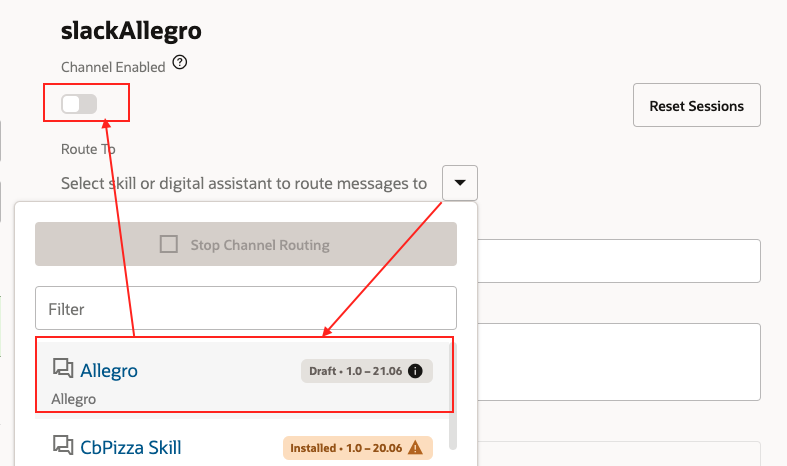 slackAllegro
Channel Enabled ?
Reset Sessions
Route To
Select skill or digital assistant to route messages to
Stop Channel Routing
Filter
Allegro
Draft • 1.0 – 21.06 i
Allegro
CbPizza Skill
Installed • 1.0 – 20.06